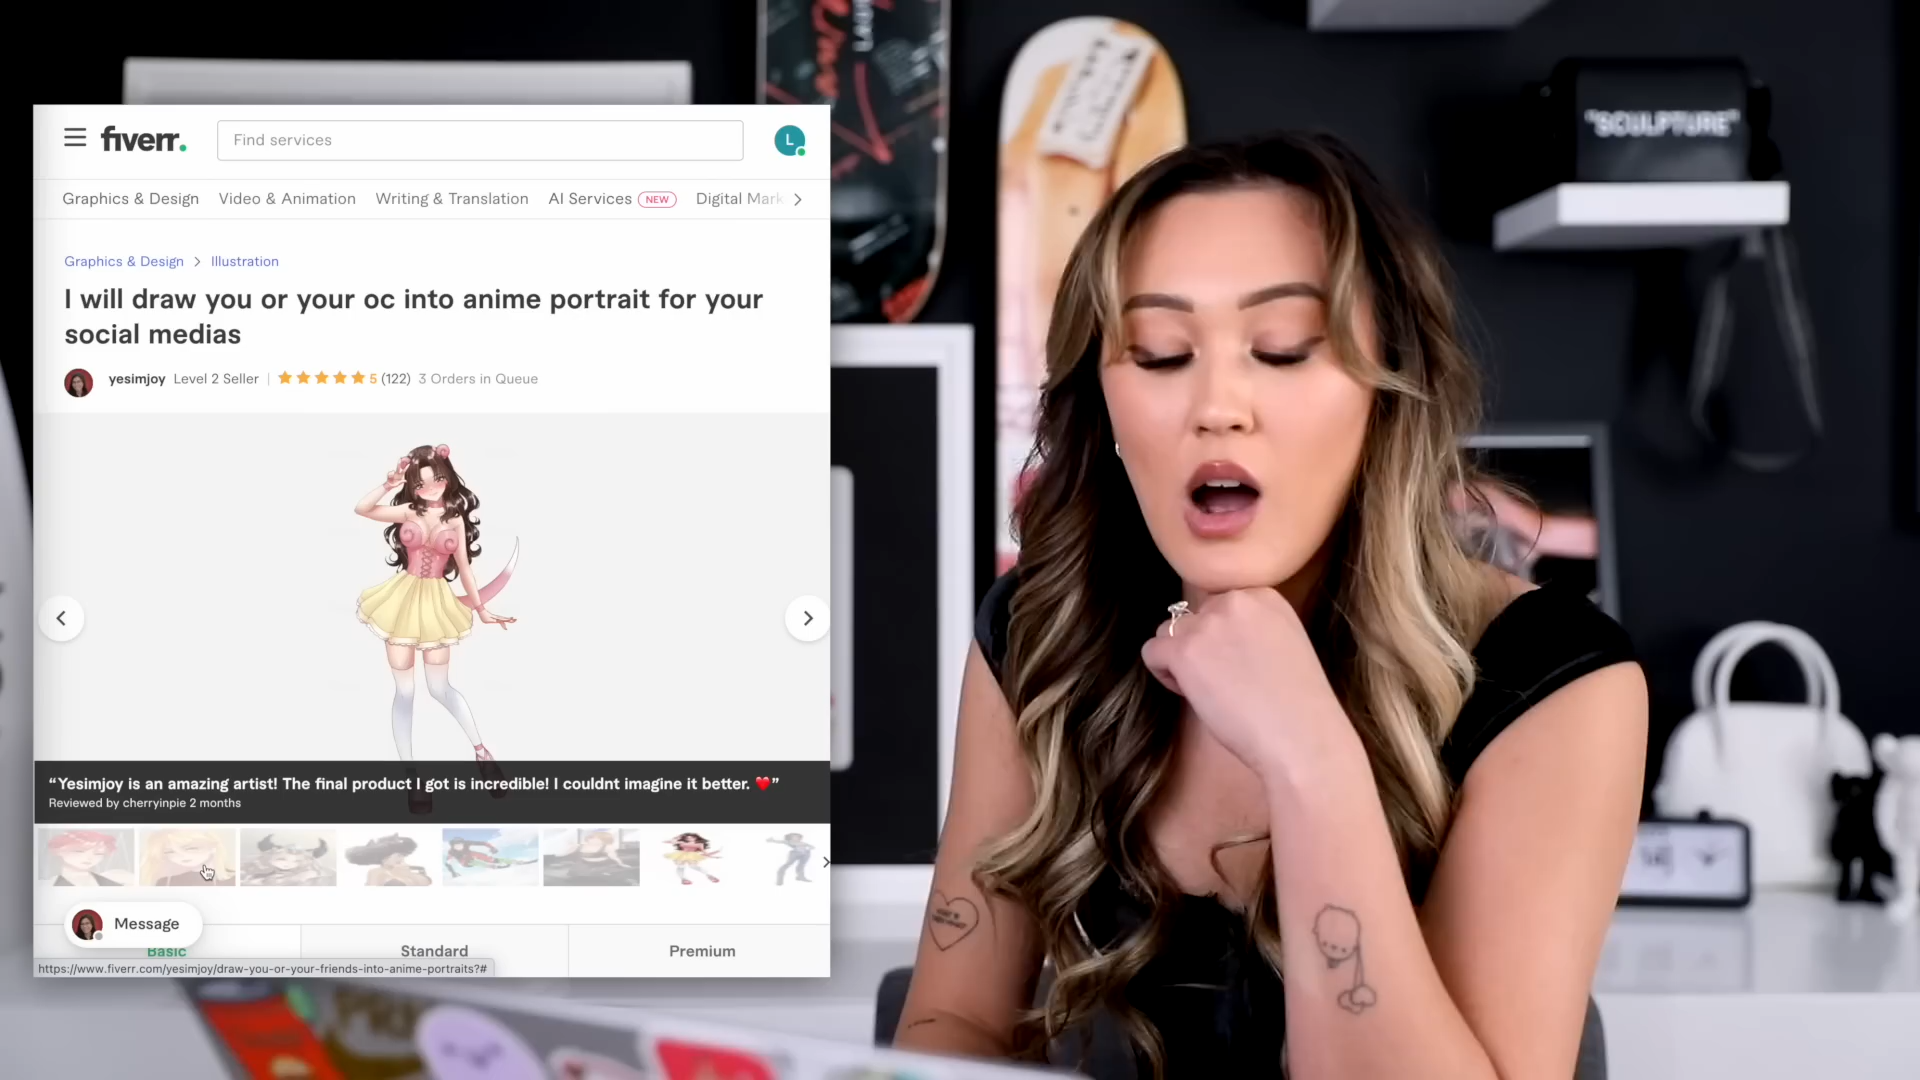 fiverr.
Find services
L
Graphics & Design Video & Animation Writing & Translation AI Services NEW Digital Mark
Graphics & Design > Illustration
I will draw you or your oc into anime portrait for your
social medias
yesimjoy Level 2 Seller 5 (122) 3 Orders in Queue
“Yesimjoy is an amazing artist! The final product I got is incredible! I couldnt imagine it better. ❤️”
Reviewed by cherryinpie 2 months
Message
Basic Standard Premium
https://www.fiverr.com/yesimjoy/draw-you-or-your-friends-into-anime-portraits?#
"SCULPTURE"